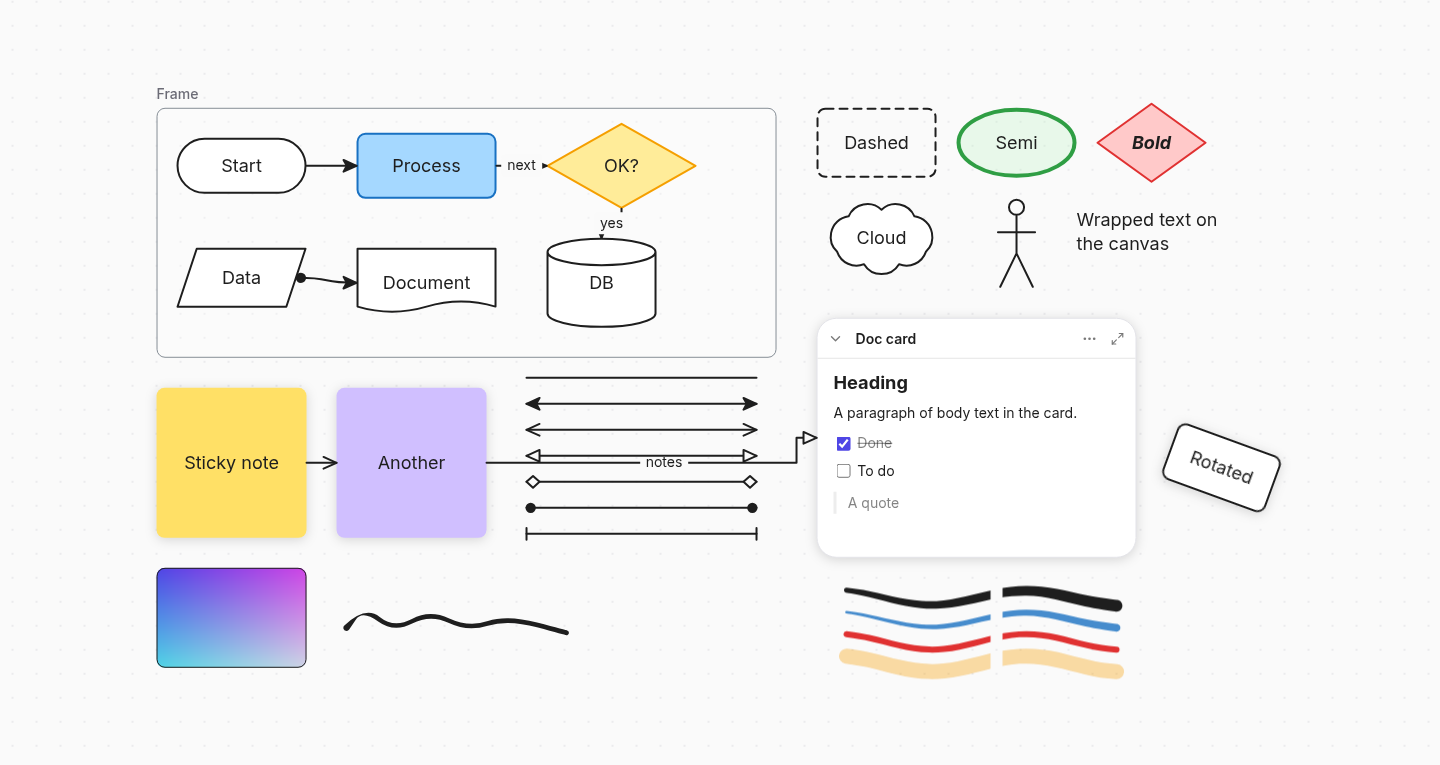 Frame
Start
Process
next
OK?
yes
Data
Document
DB
Dashed
Semi
Bold
Cloud
Wrapped text on
the canvas
Sticky note
Another
notes
Doc card
Heading
A paragraph of body text in the card.
Done
To do
A quote
Rotated